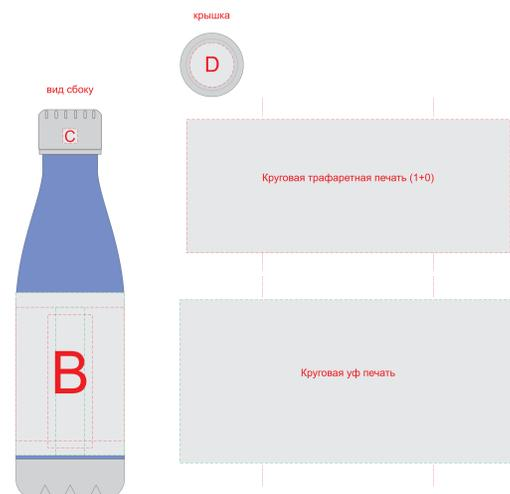 крышка
D
вид сбоку
C
Круговая трафаретная печать (1+0)
B
Круговая уф печать